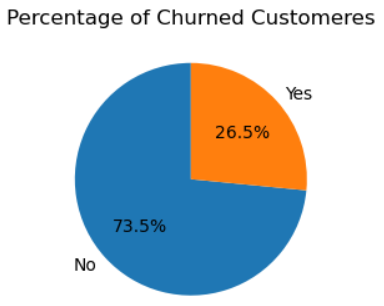 Percentage of Churned Customeres
Yes
26.5%
73.5%
No